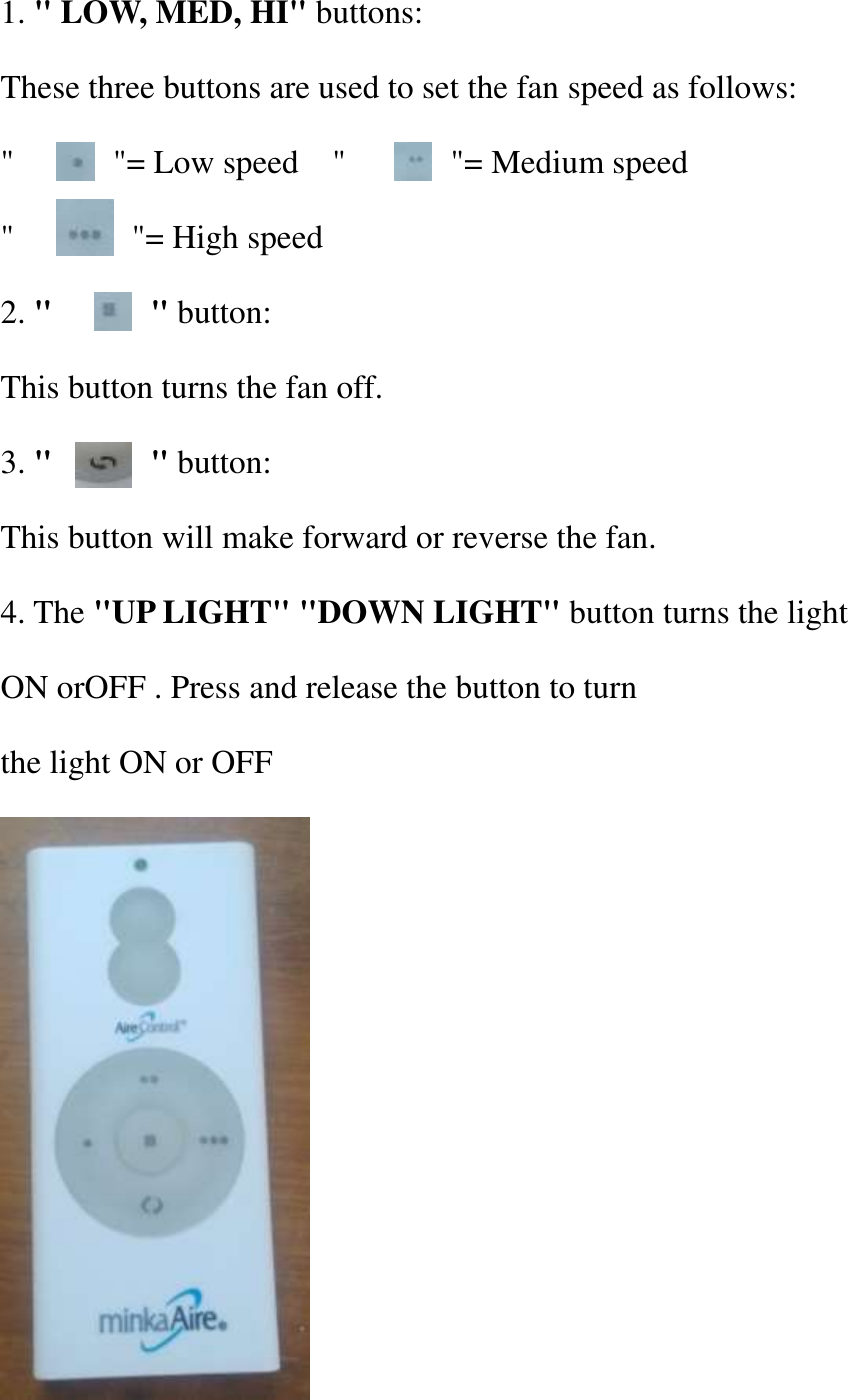 1. " LOW, MED, HI" buttons:
These three buttons are used to set the fan speed as follows:
" "= Low speed " "= Medium speed
" "= High speed
2. " " button:
This button turns the fan off.
3. " " button:
This button will make forward or reverse the fan.
4. The "UP LIGHT" "DOWN LIGHT" button turns the light
ON orOFF . Press and release the button to turn
the light ON or OFF
AireControl™
minkaAire®